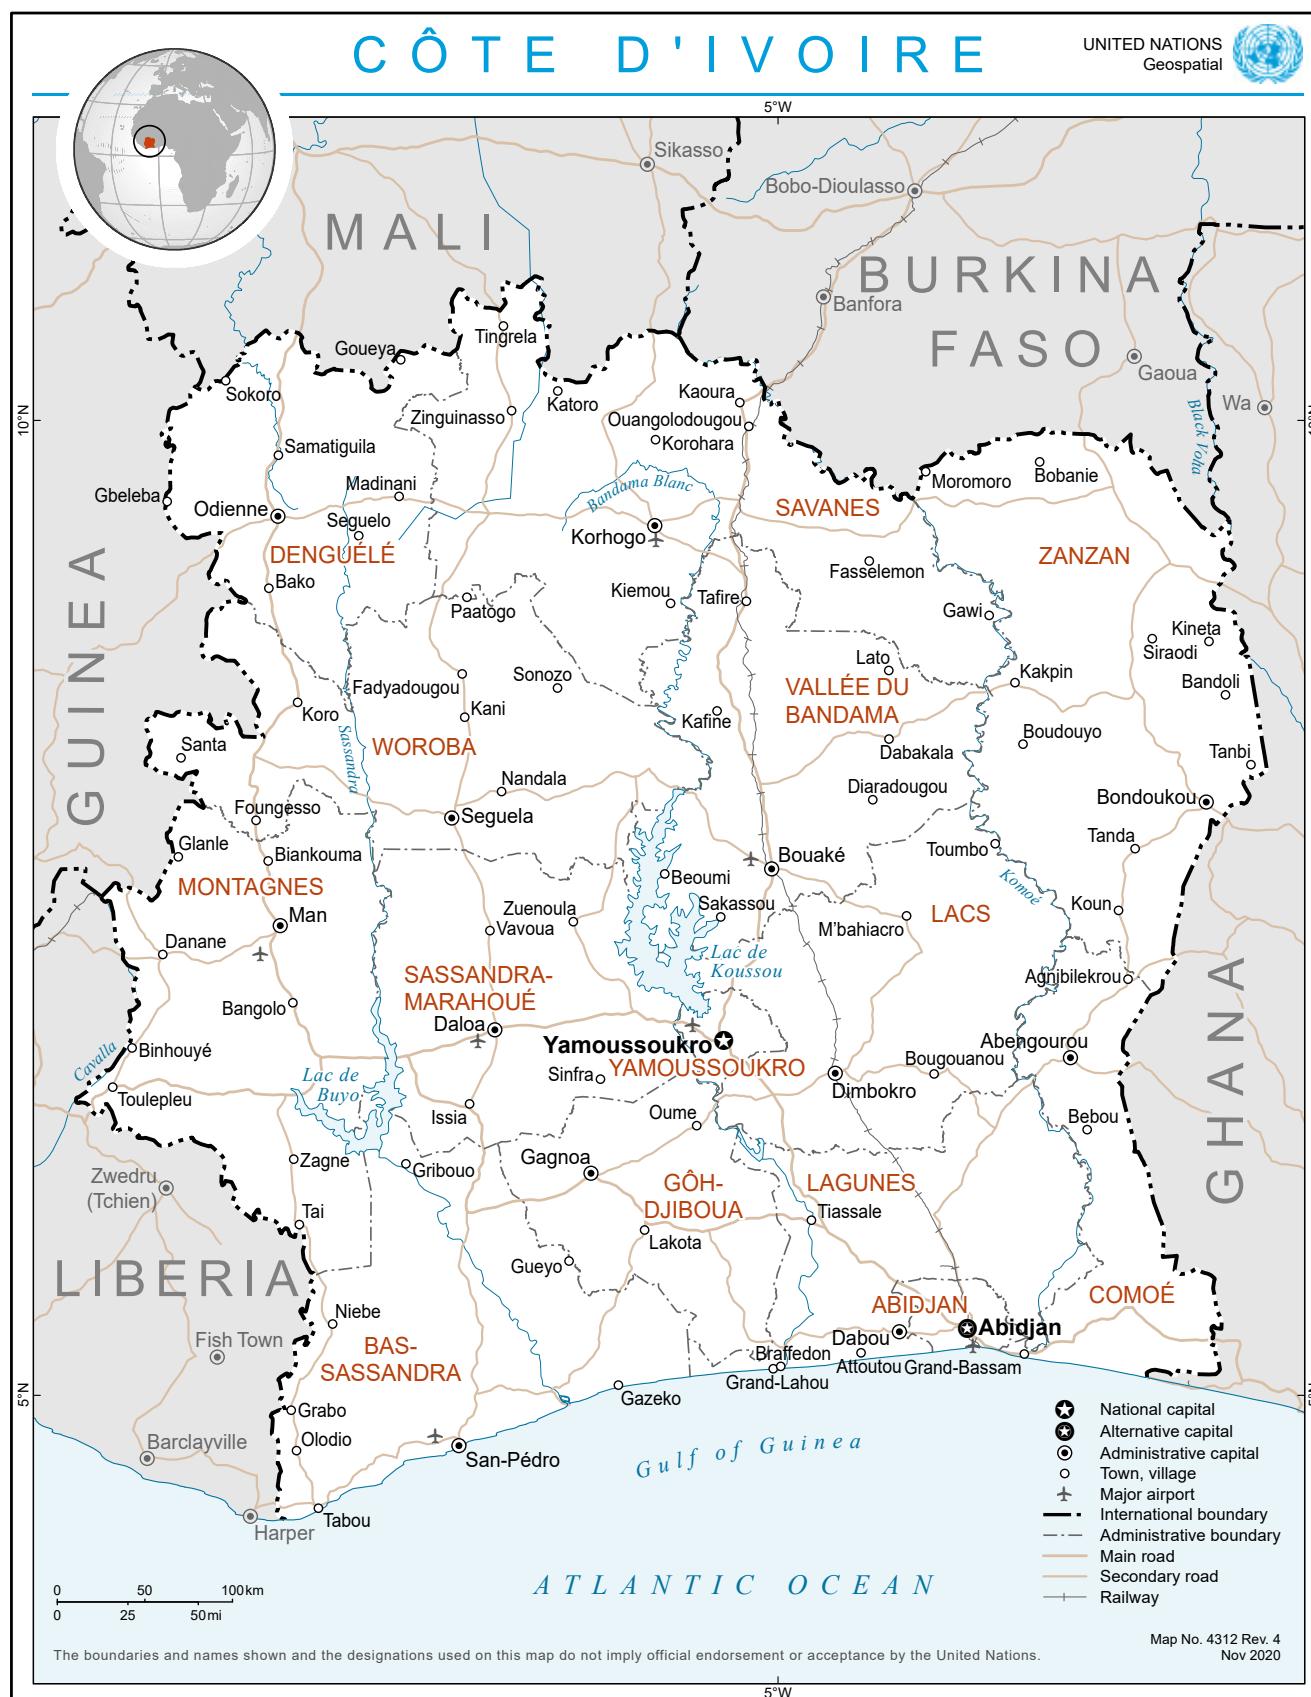 CÔTE D'IVOIRE
UNITED NATIONS
Geospatial
5°W
Sikasso
Bobo-Dioulasso
MALI
BURKINA
FASO
Banfora
Gaoua
Wa
Black Volta
Tingrela
Goueya
Sokoro
Zinguinasso
Katoro
Kaoura
Ouangolodougou
Korohara
10°N
Samatiguila
Madinani
Gbeleba
Odienne
Seguelo
DENGUÉLÉ
Bandama Blanc
Korhogo
SAVANES
Moromoro
Bobanie
ZANZAN
Fasselemon
GUINEA
Bako
Paatogo
Kiemou
Tafire
Gawi
Kineta
Siraodi
Lato
Kakpin
Bandoli
VALLÉE DU
BANDAMA
Fadyadougou
Sonozo
Koro
Kani
Kafine
WOROBA
Sassandra
Santa
Dabakala
Boudouyo
Tanbi
Nandala
Diaradougou
Foungesso
Seguela
Bondoukou
Glanle
Biankouma
Bouaké
Toumbo
Tanda
MONTAGNES
Beoumi
Komoé
Man
Zuenoula
Sakassou
LACS
Koun
Vavoua
M'bahiacro
Danane
Lac de
Koussou
SASSANDRA-
MARAHOUÉ
Agnibilekrou
Bangolo
Daloa
Yamoussoukro
YAMOUSSOUKRO
Abengourou
GHANA
Cavalla
Binhouyé
Sinfra
Bougouanou
Lac de
Buyo
Dimbokro
Toulepleu
Issia
Oume
Bebou
Zwedru
(Tchien)
Zagne
Gribouo
Gagnoa
GÔH-
DJIBOUA
LAGUNES
Tai
Tiassale
Lakota
LIBERIA
Gueyo
COMOÉ
Niebe
ABIDJAN
Abidjan
Fish Town
BAS-
SASSANDRA
Dabou
Braffedon
Attoutou
Grand-Bassam
Grand-Lahou
5°N
5°N
Gazeko
Grabo
Olodio
Barclayville
San-Pédro
Gulf of Guinea
Harper
Tabou
National capital
Alternative capital
Administrative capital
Town, village
Major airport
International boundary
Administrative boundary
Main road
Secondary road
Railway
ATLANTIC OCEAN
0 50 100 km
0 25 50 mi
Map No. 4312 Rev. 4
Nov 2020
The boundaries and names shown and the designations used on this map do not imply official endorsement or acceptance by the United Nations.
5°W